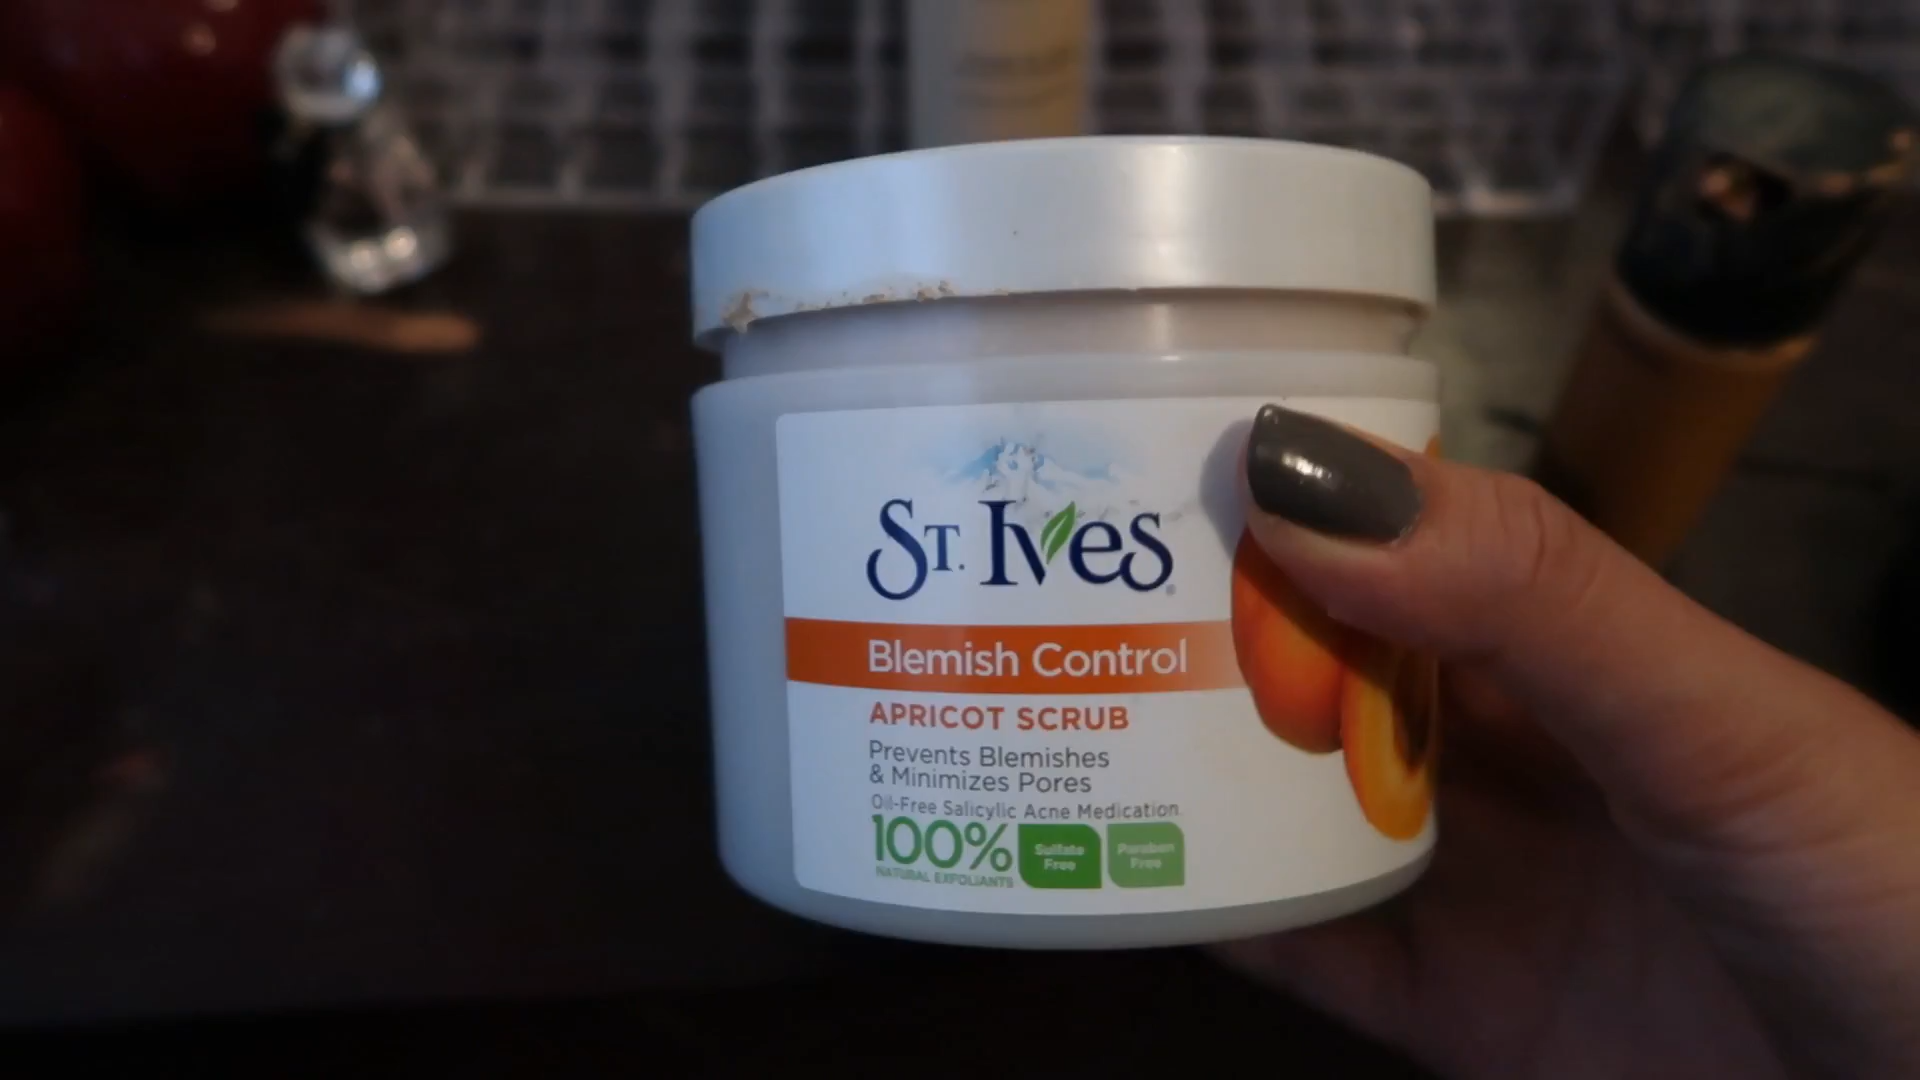 St. Ives
Blemish Control
APRICOT SCRUB
Prevents Blemishes
& Minimizes Pores
Oil-Free Salicylic Acne Medication
100%
NATURAL EXFOLIANTS
Sulfate
Free
Paraben
Free